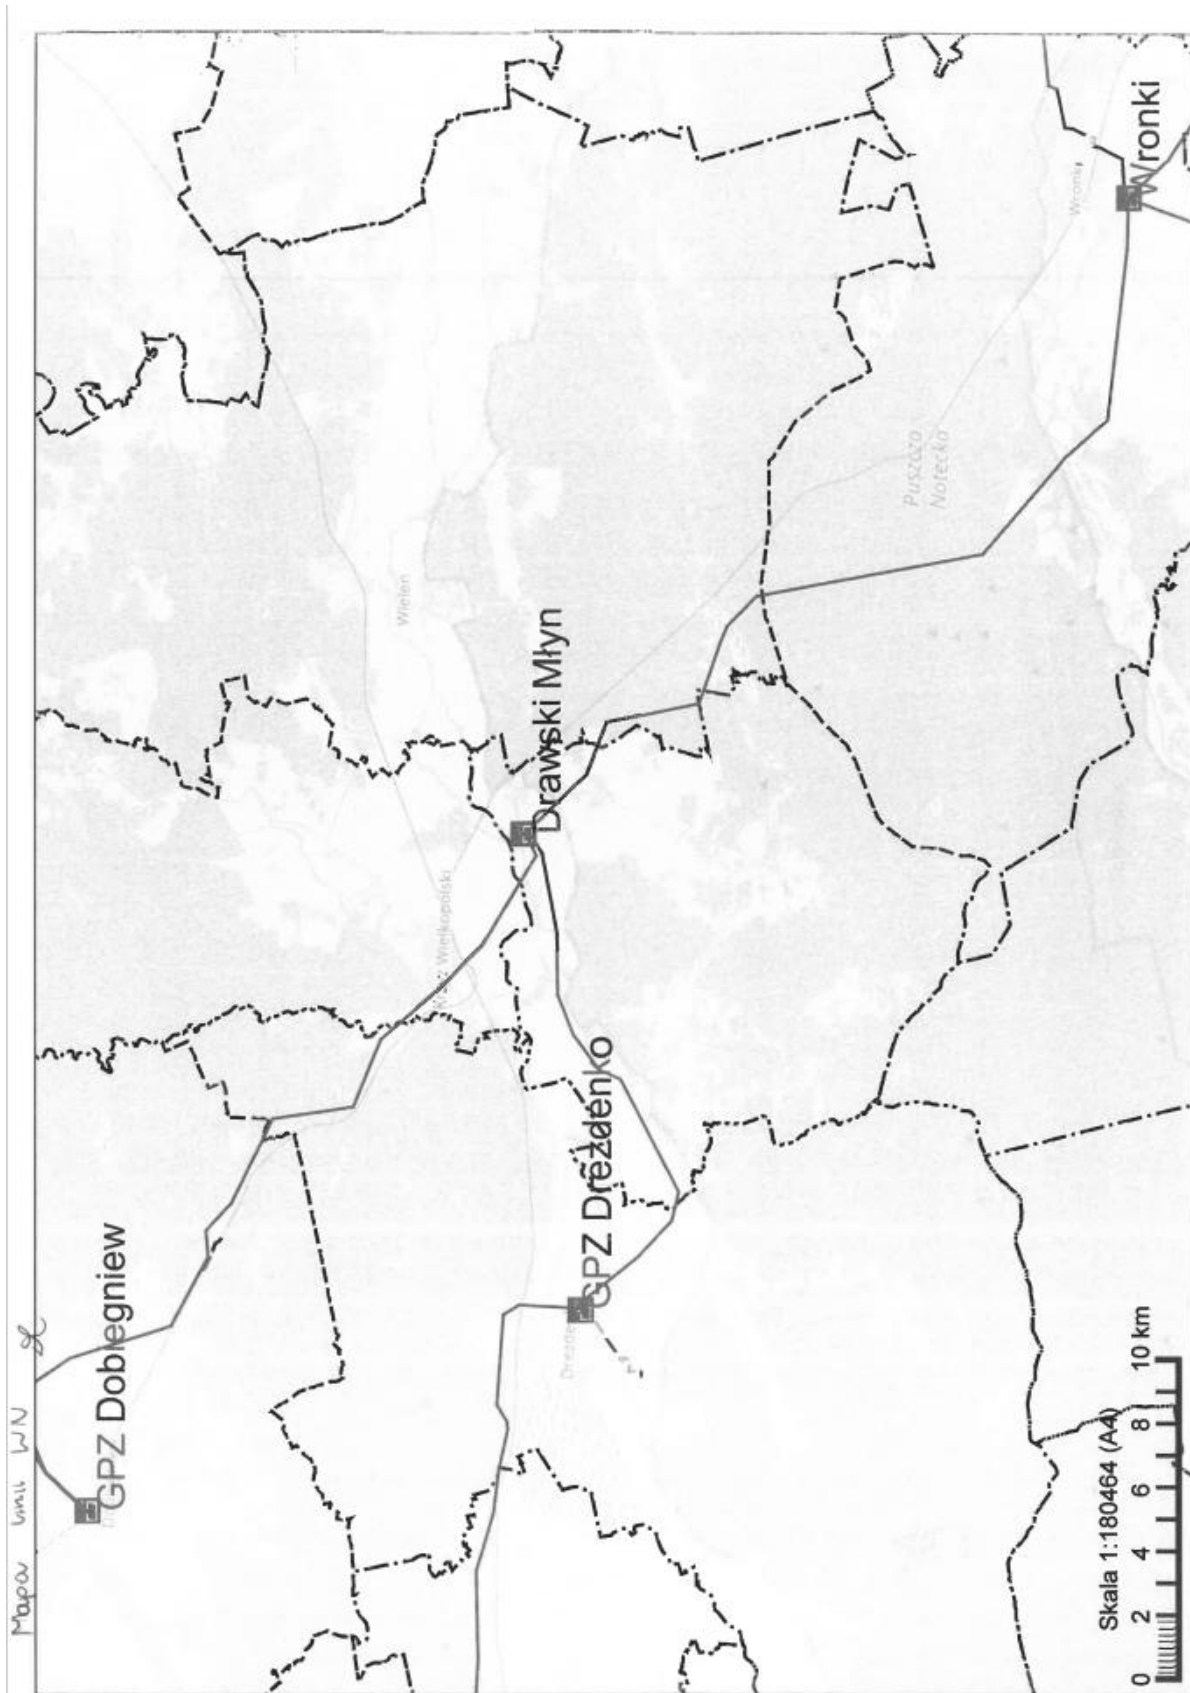 Mapa linii WN
GPZ Dobiegniew
Krzyż Wielkopolski
Wieleń
Drawski Młyn
GPZ Drezdenko
Puszcza
Notecka
Wronki
Wronki
Skala 1:180464 (A4)
0 2 4 6 8 10 km